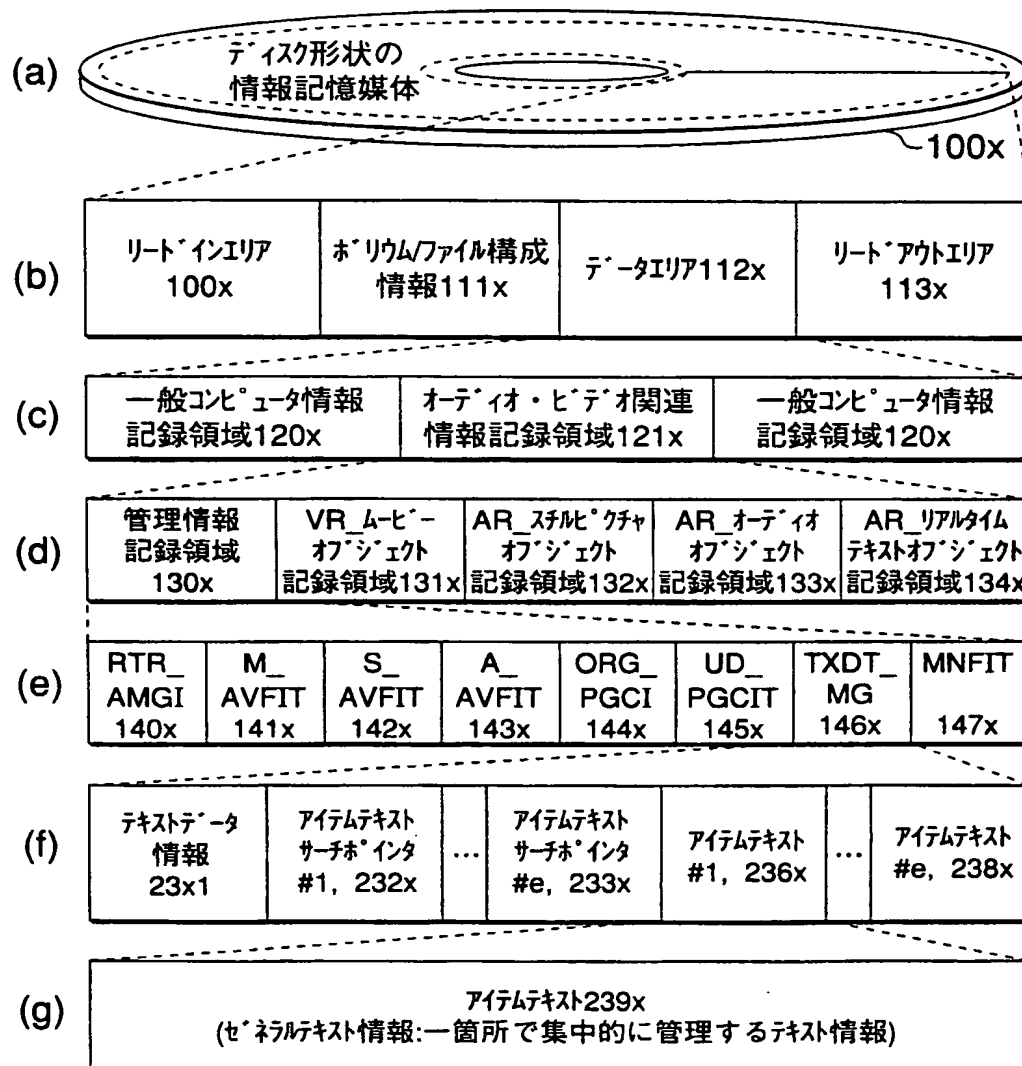 (a)
ディスク形状の
情報記憶媒体
100x
(b)
リードインエリア
100x
ボリウム/ファイル構成
情報111x
データエリア112x
リードアウトエリア
113x
(c)
一般コンピュータ情報
記録領域120x
オーディオ・ビデオ関連
情報記録領域121x
一般コンピュータ情報
記録領域120x
(d)
管理情報
記録領域
130x
VR_ムービー
オブジェクト
記録領域131x
AR_スチルピクチャ
オブジェクト
記録領域132x
AR_オーディオ
オブジェクト
記録領域133x
AR_リアルタイム
テキストオブジェクト
記録領域134x
(e)
RTR_
AMGI
140x
M_
AVFIT
141x
S_
AVFIT
142x
A_
AVFIT
143x
ORG_
PGCI
144x
UD_
PGCIT
145x
TXDT_
MG
146x
MNFIT
147x
(f)
テキストデータ
情報
23x1
アイテムテキスト
サーチポインタ
#1, 232x
...
アイテムテキスト
サーチポインタ
#e, 233x
アイテムテキスト
#1, 236x
...
アイテムテキスト
#e, 238x
(g)
アイテムテキスト239x
(ゼネラルテキスト情報:一箇所で集中的に管理するテキスト情報)